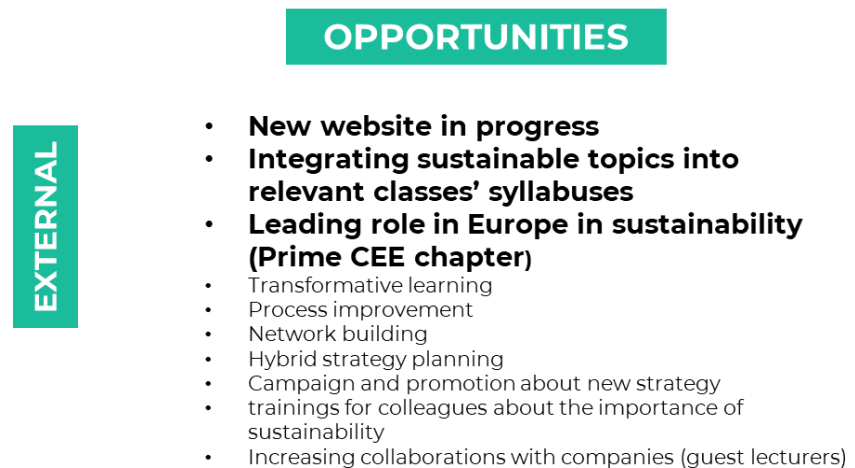 OPPORTUNITIES
EXTERNAL
• New website in progress
• Integrating sustainable topics into
relevant classes’ syllabuses
• Leading role in Europe in sustainability
(Prime CEE chapter)
• Transformative learning
• Process improvement
• Network building
• Hybrid strategy planning
• Campaign and promotion about new strategy
• trainings for colleagues about the importance of
sustainability
• Increasing collaborations with companies (guest lecturers)